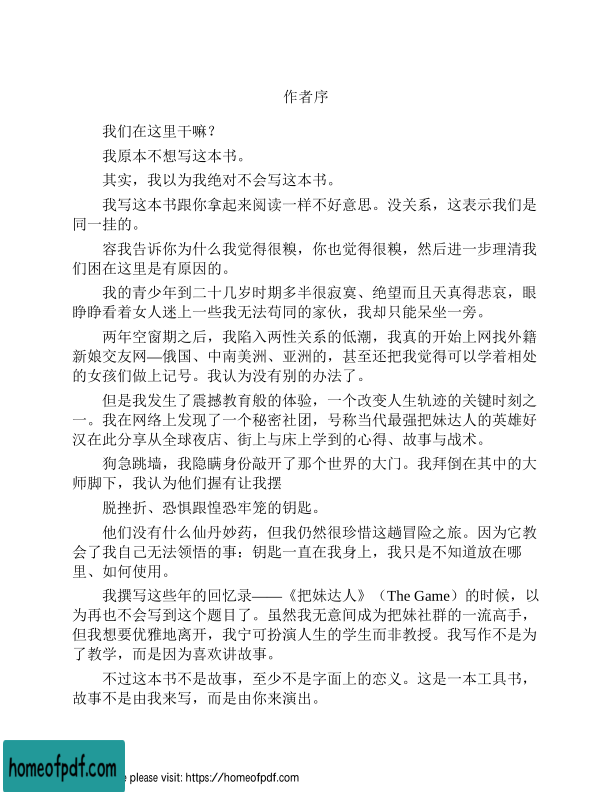 作者序
我们在这里干嘛？
我原本不想写这本书。
其实，我以为我绝对不会写这本书。
我写这本书跟你拿起来阅读一样不好意思。没关系，这表示我们是
同一挂的。
容我告诉你为什么我觉得很糗，你也觉得很糗，然后进一步理清我
们困在这里是有原因的。
我的青少年到二十几岁时期多半很寂寞、绝望而且天真得悲哀，眼
睁睁看着女人迷上一些我无法苟同的家伙，我却只能呆坐一旁。
两年空窗期之后，我陷入两性关系的低潮，我真的开始上网找外籍
新娘交友网—俄国、中南美洲、亚洲的，甚至还把我觉得可以学着相处
的女孩们做上记号。我认为没有别的办法了。
但是我发生了震撼教育般的体验，一个改变人生轨迹的关键时刻之
一。我在网络上发现了一个秘密社团，号称当代最强把妹达人的英雄好
汉在此分享从全球夜店、街上与床上学到的心得、故事与战术。
狗急跳墙，我隐瞒身份敲开了那个世界的大门。我拜倒在其中的大
师脚下，我认为他们握有让我摆
脱挫折、恐惧跟惶恐牢笼的钥匙。
他们没有什么仙丹妙药，但我仍然很珍惜这趟冒险之旅。因为它教
会了我自己无法领悟的事：钥匙一直在我身上，我只是不知道放在哪
里、如何使用。
我撰写这些年的回忆录——《把妹达人》（The Game）的时候，以
为再也不会写到这个题目了。虽然我无意间成为把妹社群的一流高手，
但我想要优雅地离开，我宁可扮演人生的学生而非教授。我写作不是为
了教学，而是因为喜欢讲故事。
不过这本书不是故事，至少不是字面上的恋义。这是一本工具书，
故事不是由我来写，而是由你来演出。
homeofpdf.com
please visit: https://homeofpdf.com